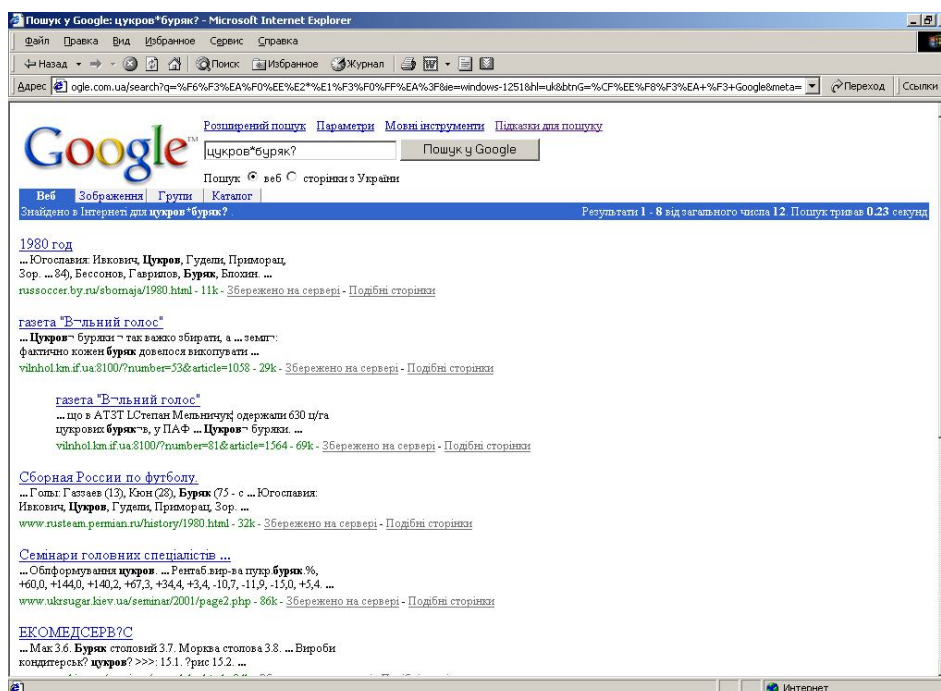 Пошук у Google: цукров*буряк? - Microsoft Internet Explorer
Файл Правка Вид Избранное Сервис Справка
Назад Поиск Избранное Журнал
Адрес ogle.com.ua/search?q=%F6%F3%EA%F0%EE%E2*%E1%F3%F0%FF%EA%3F&ie=windows-1251&hl=uk&btnG=%CF%EE%F8%F3%EA+%F3+Google&meta= Переход Ссылки
Google™
Розширений пошук Параметри Мовні інструменти Підказки для пошуку
цукров*буряк? Пошук у Google
Пошук веб сторінки з України
Веб Зображення Групи Каталог
Знайдено в Інтернеті для цукров*буряк? . Результати 1 - 8 від загального числа 12. Пошук тривав 0.23 секунд
1980 год
... Югославия: Ивкович, Цукров, Гудели, Приморац,
Зор. ... 84), Бессонов, Гаврилов, Буряк, Блохин. ...
russoccer.by.ru/sbornaja/1980.html - 11k - Збережено на сервері - Подібні сторінки
газета "В¬льний голос"
... Цукров¬ буряки ¬ так важко збирати, а ... земл¬:
фактично кожен буряк довелося викопувати ...
vilnhol.km.if.ua:8100/?number=53&article=1058 - 29k - Збережено на сервері - Подібні сторінки
газета "В¬льний голос"
... що в АТЗТ LСтепан Мельничук¦ одержали 630 ц/га
цукрових буряк¬в, у ПАФ ... Цукров¬ буряки. ...
vilnhol.km.if.ua:8100/?number=81&article=1564 - 69k - Збережено на сервері - Подібні сторінки
Сборная России по футболу.
... Голы: Газзаев (13), Кюн (28), Буряк (75 - с ... Югославия:
Ивкович, Цукров, Гудели, Приморац, Зор. ...
www.rusteam.permian.ru/history/1980.html - 32k - Збережено на сервері - Подібні сторінки
Семінари головних спеціалістів ...
... Облформування цукров. ... Рентаб.вир-ва цукр.буряк.%,
+60,0, +144,0, +140,2, +67,3, +34,4, +3,4, -10,7, -11,9, -15,0, +5,4. ...
www.ukrsugar.kiev.ua/seminar/2001/page2.php - 86k - Збережено на сервері - Подібні сторінки
ЕКОМЕДСЕРВ?С
... Мак 3.6. Буряк столовий 3.7. Морква столова 3.8. ... Вироби
кондитерськ? цукров? >>>: 15.1. ?рис 15.2. ...
Интернет